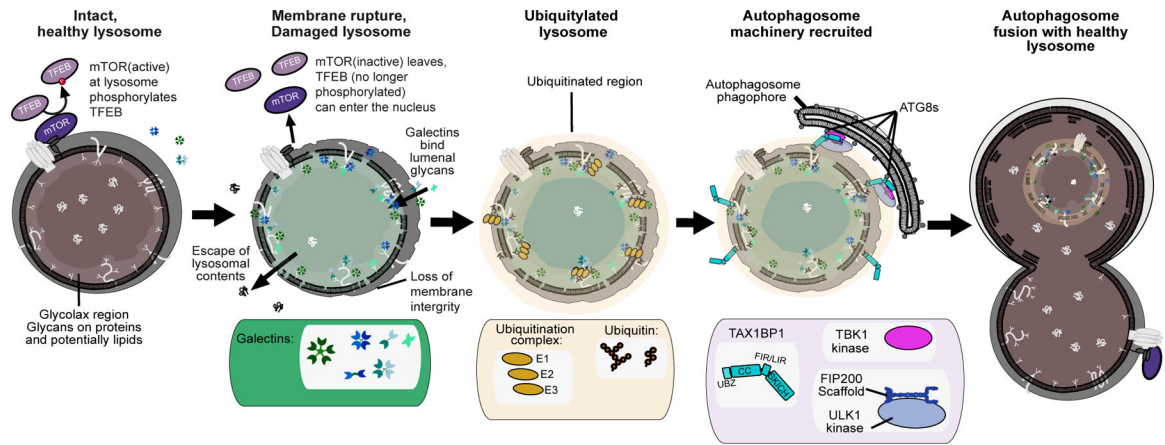 Intact,
healthy lysosome
Membrane rupture,
Damaged lysosome
Ubiquitylated
lysosome
Autophagosome
machinery recruited
Autophagosome
fusion with healthy
lysosome
TFEB
TFEB
mTOR
mTOR(active)
at lysosome
phosphorylates
TFEB
Glycolax region
Glycans on proteins
and potentially lipids
TFEB
TFEB
mTOR
mTOR(inactive) leaves,
TFEB (no longer
phosphorylated)
can enter the nucleus
Galectins
bind
lumenal
glycans
Escape of
lysosomal
contents
Loss of
membrane
intergrity
Galectins:
Ubiquitinated region
Ubiquitination
complex:
E1
E2
E3
Ubiquitin:
Autophagosome
phagophore
ATG8s
TAX1BP1
FIR/LIR
CC
UBZ
SKICH
TBK1
kinase
FIP200
Scaffold
ULK1
kinase